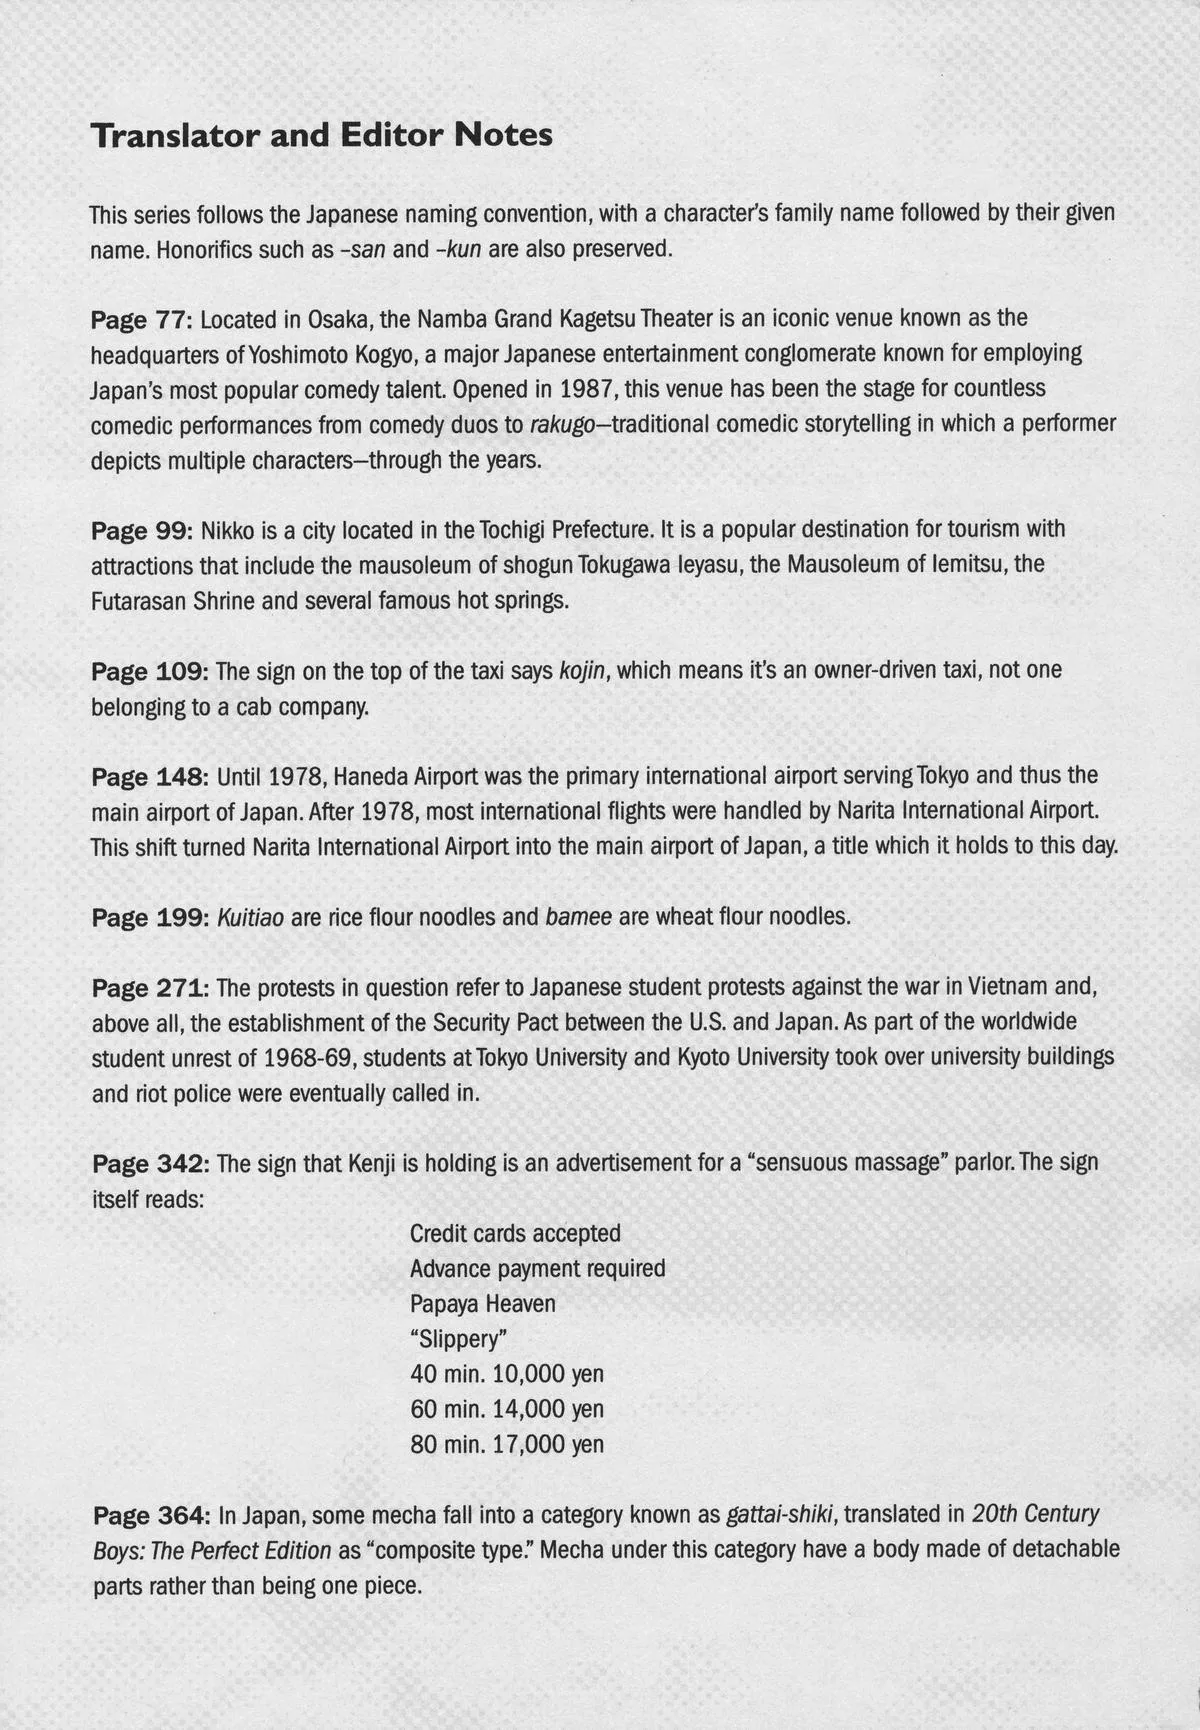 Translator and Editor Notes
This series follows the Japanese naming convention, with a character's family name followed by their given
name. Honorifics such as –san and –kun are also preserved.
Page 77: Located in Osaka, the Namba Grand Kagetsu Theater is an iconic venue known as the
headquarters of Yoshimoto Kogyo, a major Japanese entertainment conglomerate known for employing
Japan's most popular comedy talent. Opened in 1987, this venue has been the stage for countless
comedic performances from comedy duos to rakugo—traditional comedic storytelling in which a performer
depicts multiple characters—through the years.
Page 99: Nikko is a city located in the Tochigi Prefecture. It is a popular destination for tourism with
attractions that include the mausoleum of shogun Tokugawa Ieyasu, the Mausoleum of Iemitsu, the
Futarasan Shrine and several famous hot springs.
Page 109: The sign on the top of the taxi says kojin, which means it's an owner-driven taxi, not one
belonging to a cab company.
Page 148: Until 1978, Haneda Airport was the primary international airport serving Tokyo and thus the
main airport of Japan. After 1978, most international flights were handled by Narita International Airport.
This shift turned Narita International Airport into the main airport of Japan, a title which it holds to this day.
Page 199: Kuitiao are rice flour noodles and bamee are wheat flour noodles.
Page 271: The protests in question refer to Japanese student protests against the war in Vietnam and,
above all, the establishment of the Security Pact between the U.S. and Japan. As part of the worldwide
student unrest of 1968-69, students at Tokyo University and Kyoto University took over university buildings
and riot police were eventually called in.
Page 342: The sign that Kenji is holding is an advertisement for a “sensuous massage” parlor. The sign
itself reads:
Credit cards accepted
Advance payment required
Papaya Heaven
“Slippery”
40 min. 10,000 yen
60 min. 14,000 yen
80 min. 17,000 yen
Page 364: In Japan, some mecha fall into a category known as gattai-shiki, translated in 20th Century
Boys: The Perfect Edition as “composite type.” Mecha under this category have a body made of detachable
parts rather than being one piece.